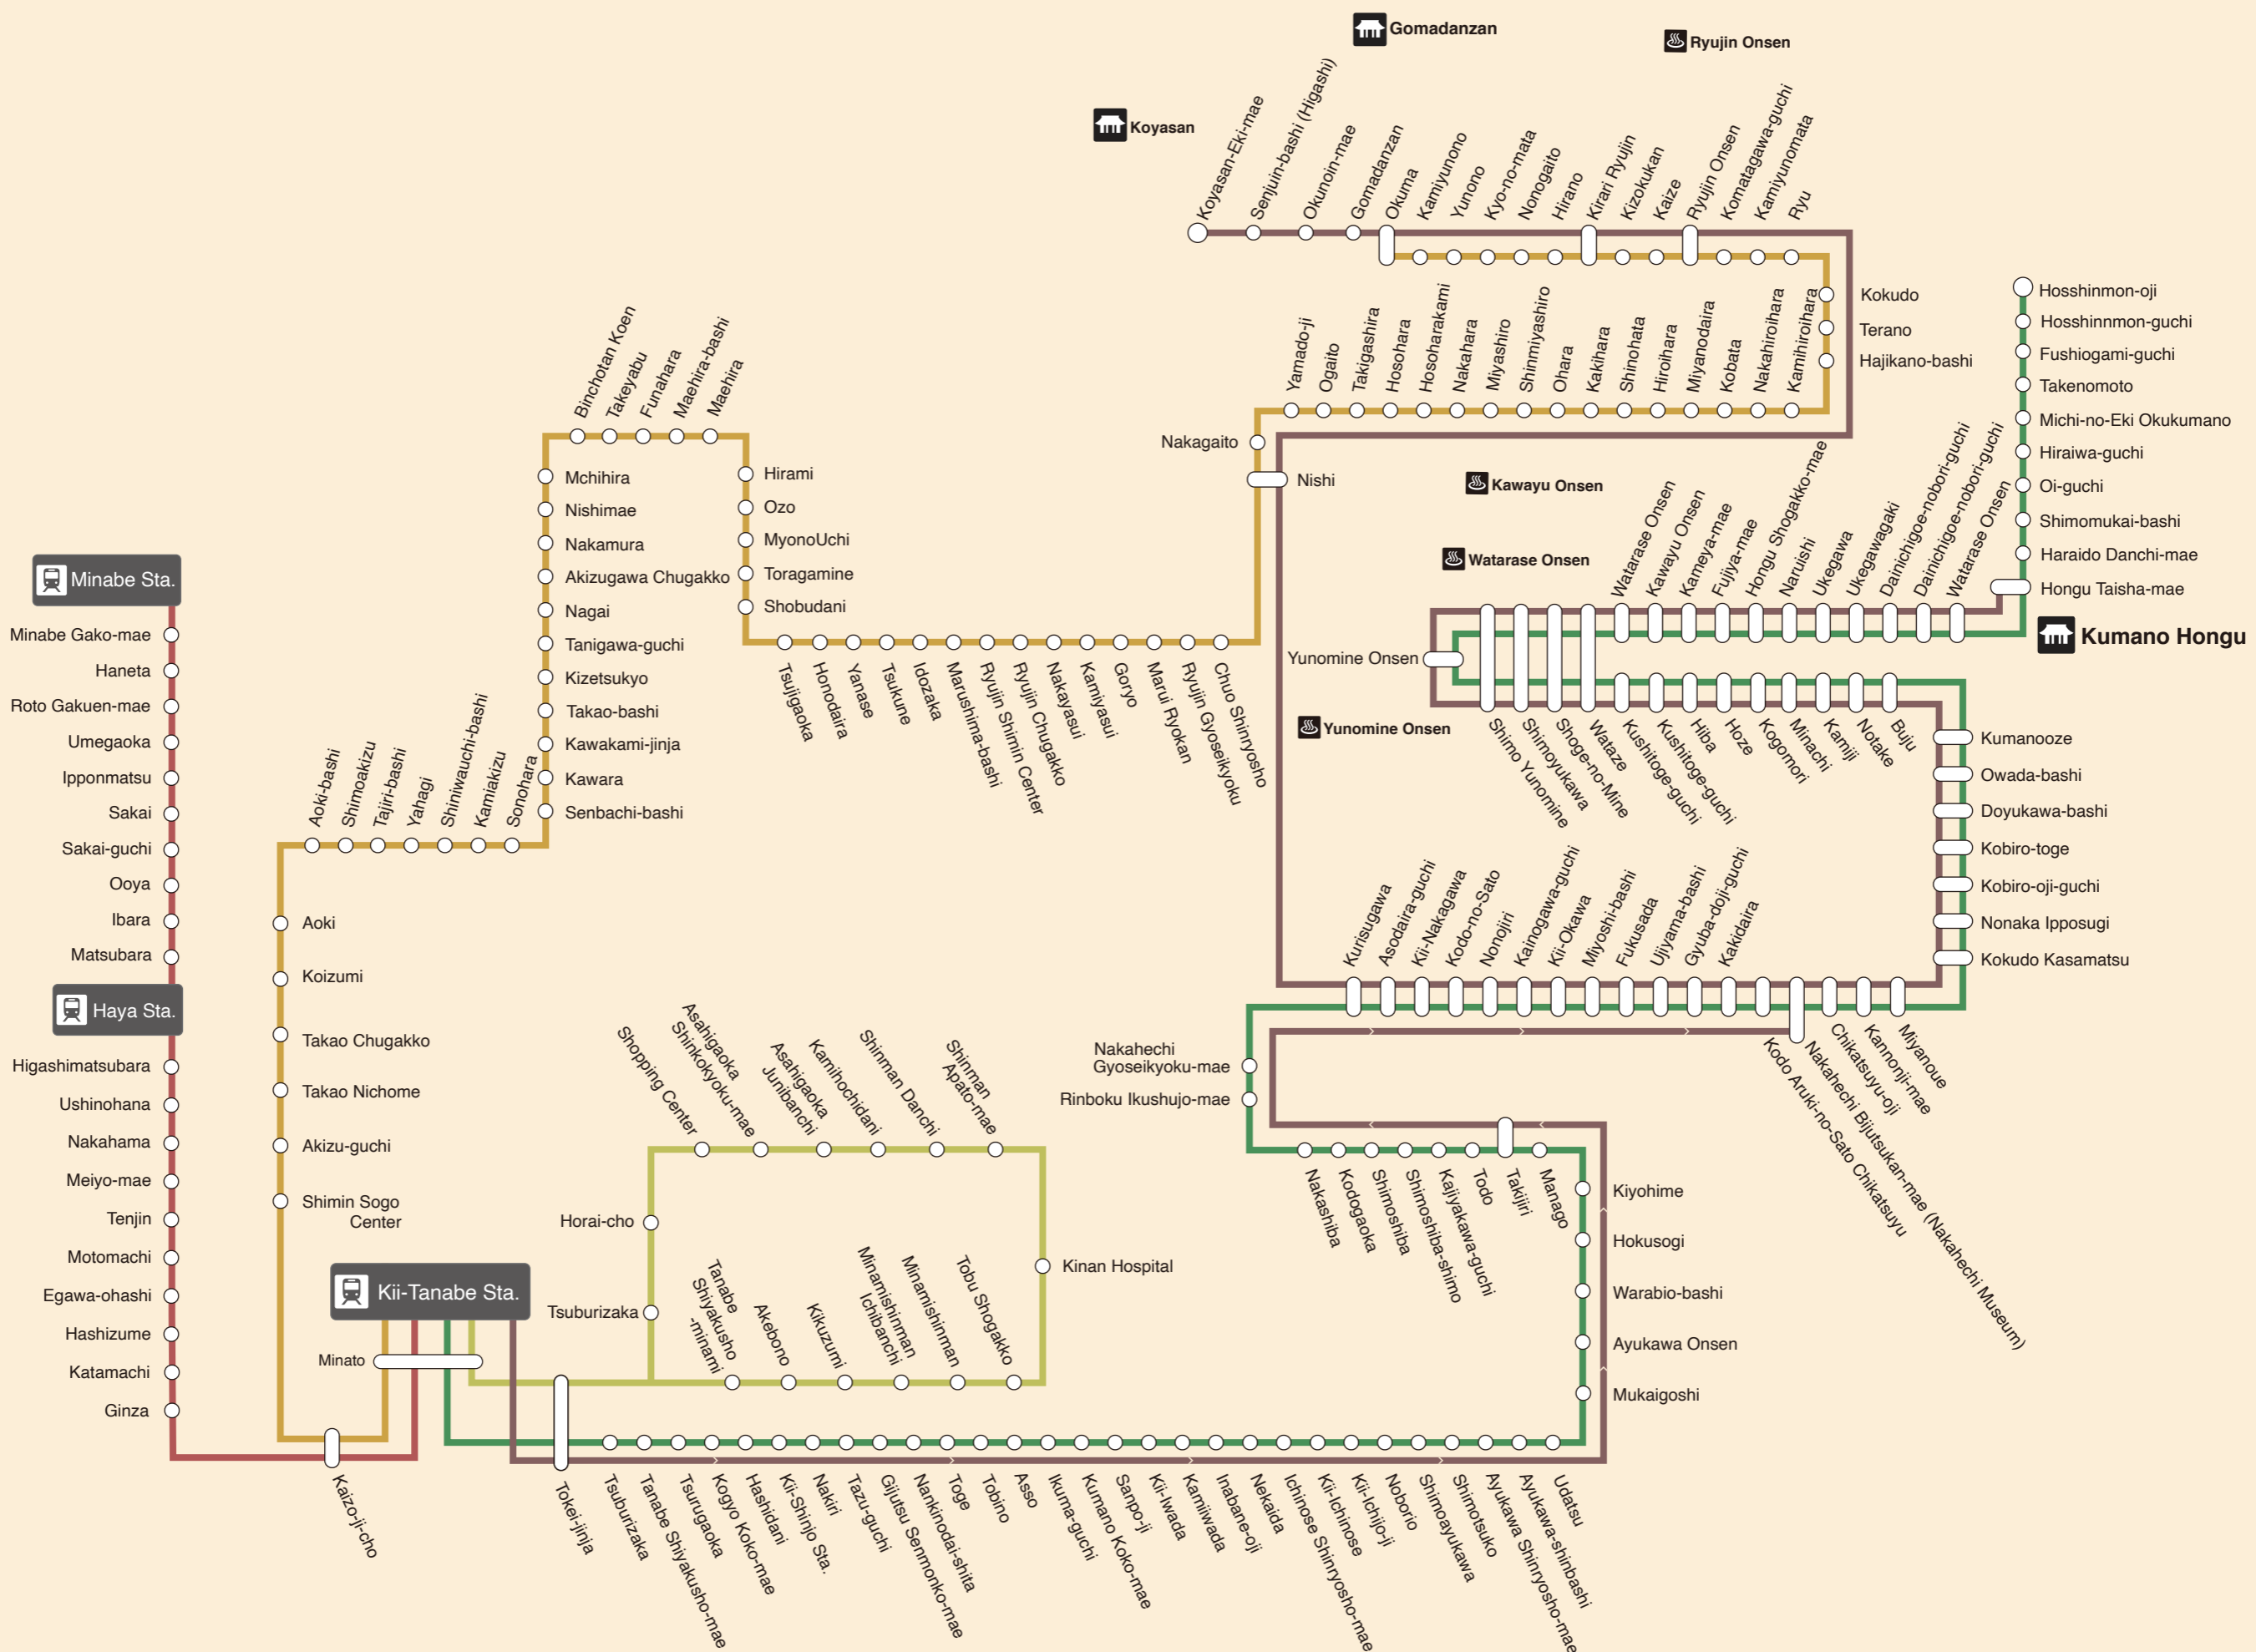 Gomadanzan
Ryujin Onsen
Koyasan
Koyasan-Eki-mae
Senjuin-bashi (Higashi)
Okunoin-mae
Gomadanzan
Okuma
Kamiyunono
Yunono
Kyo-no-mata
Nonogaito
Hirano
Kirari Ryujin
Kizokukan
Kaize
Ryujin Onsen
Komatagawa-guchi
Kamiyunomata
Ryu
Kokudo
Terano
Hajikano-bashi
Yamado-ji
Ogaito
Takigashira
Hosohara
Hosoharakami
Nakahara
Miyashiro
Shinmiyashiro
Ohara
Kakihara
Shinohata
Hiroihara
Miyanodaira
Kobata
Nakahiroihara
Kamihiroihara
Nakagaito
Nishi
Hosshinmon-oji
Hosshinnmon-guchi
Fushiogami-guchi
Takenomoto
Michi-no-Eki Okukumano
Hiraiwa-guchi
Oi-guchi
Shimomukai-bashi
Haraido Danchi-mae
Hongu Taisha-mae
Kumano Hongu
Binchotan Koen
Takeyabu
Funahara
Maehira-bashi
Maehira
Mchihira
Nishimae
Nakamura
Akizugawa Chugakko
Nagai
Tanigawa-guchi
Kizetsukyo
Takao-bashi
Kawakami-jinja
Kawara
Senbachi-bashi
Hirami
Ozo
MyonoUchi
Toragamine
Shobudani
Tsujigaoka
Honodaira
Yanase
Tsukune
Idozaka
Marushima-bashi
Ryujin Shimin Center
Ryujin Chugakko
Nakayasui
Kamiyasui
Goryo
Marui Ryokan
Ryujin Gyoseikyoku
Chuo Shinryosho
Kawayu Onsen
Watarase Onsen
Yunomine Onsen
Yunomine Onsen
Watarase Onsen
Kawayu Onsen
Kameya-mae
Fujiya-mae
Hongu Shogakko-mae
Naruishi
Ukegawa
Ukegawagaki
Dainichigoe-nobori-guchi
Dainichigoe-nobori-guchi
Watarase Onsen
Shimo Yunomine
Shimoyukawa
Shoge-no-Mine
Wataze
Kushitoge-guchi
Kushitoge-guchi
Hiba
Hoze
Kogomori
Minachi
Kamiji
Notake
Buju
Kumanooze
Owada-bashi
Doyukawa-bashi
Kobiro-toge
Kobiro-oji-guchi
Nonaka Ipposugi
Kokudo Kasamatsu
Minabe Sta.
Minabe Gako-mae
Haneta
Roto Gakuen-mae
Umegaoka
Ipponmatsu
Sakai
Sakai-guchi
Ooya
Ibara
Matsubara
Haya Sta.
Higashimatsubara
Ushinohana
Nakahama
Meiyo-mae
Tenjin
Motomachi
Egawa-ohashi
Hashizume
Katamachi
Ginza
Aoki-bashi
Shimoakizu
Tajiri-bashi
Yahagi
Shiniwauchi-bashi
Kamiakizu
Sonohara
Aoki
Koizumi
Takao Chugakko
Takao Nichome
Akizu-guchi
Shimin Sogo
Center
Kii-Tanabe Sta.
Minato
Kaizo-ji-cho
Kurisugawa
Asodaira-guchi
Kii-Nakagawa
Kodo-no-Sato
Nonojiri
Kainogawa-guchi
Kii-Okawa
Miyoshi-bashi
Fukusada
Ujiyama-bashi
Gyuba-doji-guchi
Kakidaira
Kodo Aruki-no-Sato Chikatsuyu
Nakahechi Bijutsukan-mae (Nakahechi Museum)
Chikatsuyu-oji
Kannonji-mae
Miyanoue
Nakahechi
Gyoseikyoku-mae
Rinboku Ikushujo-mae
Nakashiba
Kodogaoka
Shimoshiba
Shimoshiba-shimo
Kajiyakawa-guchi
Todo
Takijiri
Manago
Kiyohime
Hokusogi
Warabio-bashi
Ayukawa Onsen
Mukaigoshi
Shopping Center
Asahigaoka
Shinkokyoku-mae
Asahigaoka
Junibanchi
Kamihochidani
Shinman Danchi
Shinman
Apato-mae
Horai-cho
Tsuburizaka
Kinan Hospital
Tanabe
Shiyakusho
-minami
Akebono
Kikuzumi
Minamishinman
Ichibanchi
Minamishinman
Tobu Shogakko
Tokei-jinja
Tsuburizaka
Tanabe Shiyakusho-mae
Tsurugaoka
Kogyo Koko-mae
Hashidani
Kii-Shinjo Sta.
Nakiri
Tazu-guchi
Gijutsu Senmonko-mae
Nankinodai-shita
Toge
Tobino
Asso
Ikuma-guchi
Kumano Koko-mae
Sanpo-ji
Kii-Iwada
Kamiiwada
Inabane-oji
Nekaida
Ichinose Shinryosho-mae
Kii-Ichinose
Kii-Ichijo-ji
Noborio
Shimoayukawa
Shimotsuko
Ayukawa Shinryosho-mae
Ayukawa-shinbashi
Udatsu